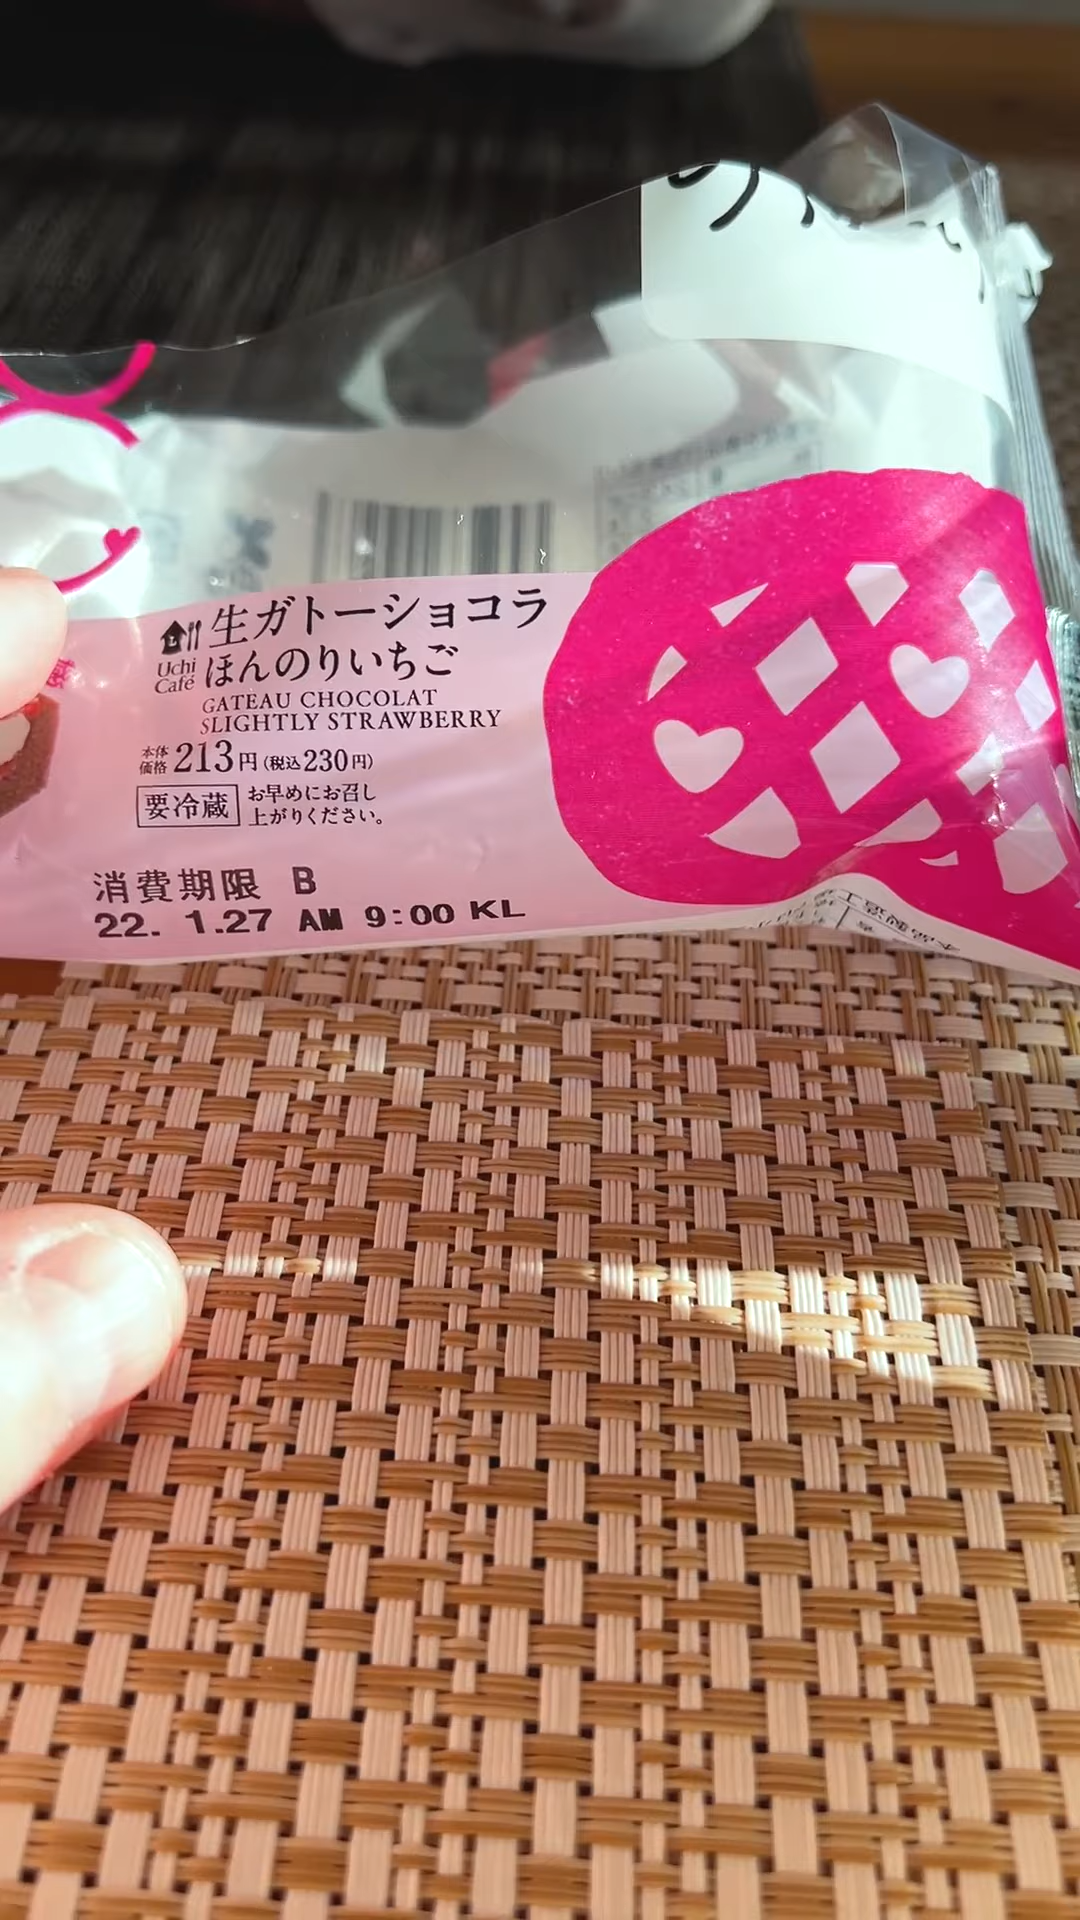 生ガトーショコラ
Uchi
Café
ほんのりいちご
GATEAU CHOCOLAT
SLIGHTLY STRAWBERRY
本体
価格 213円(税込230円)
要冷蔵 お早めにお召し
上がりください。
消費期限 B
22. 1.27 AM 9:00 KL